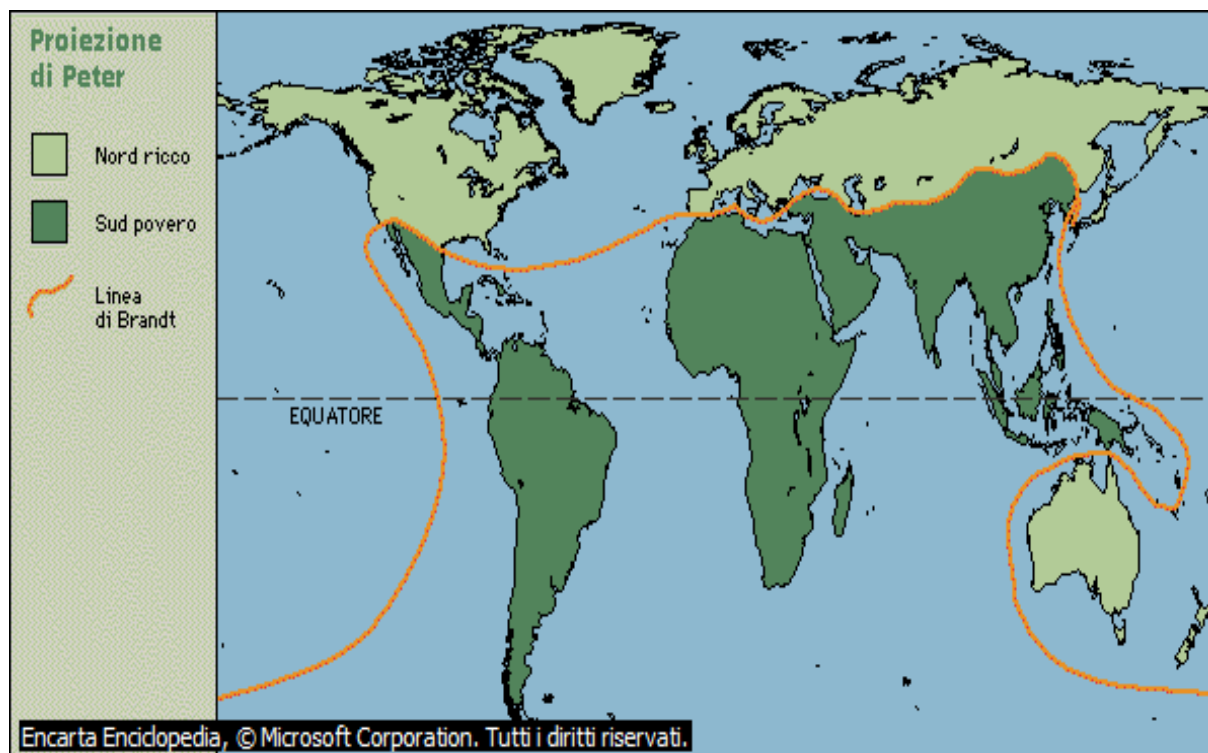 Proiezione
di Peter
Nord ricco
Sud povero
Linea
di Brandt
EQUATORE
Encarta Enciclopedia, © Microsoft Corporation. Tutti i diritti riservati.